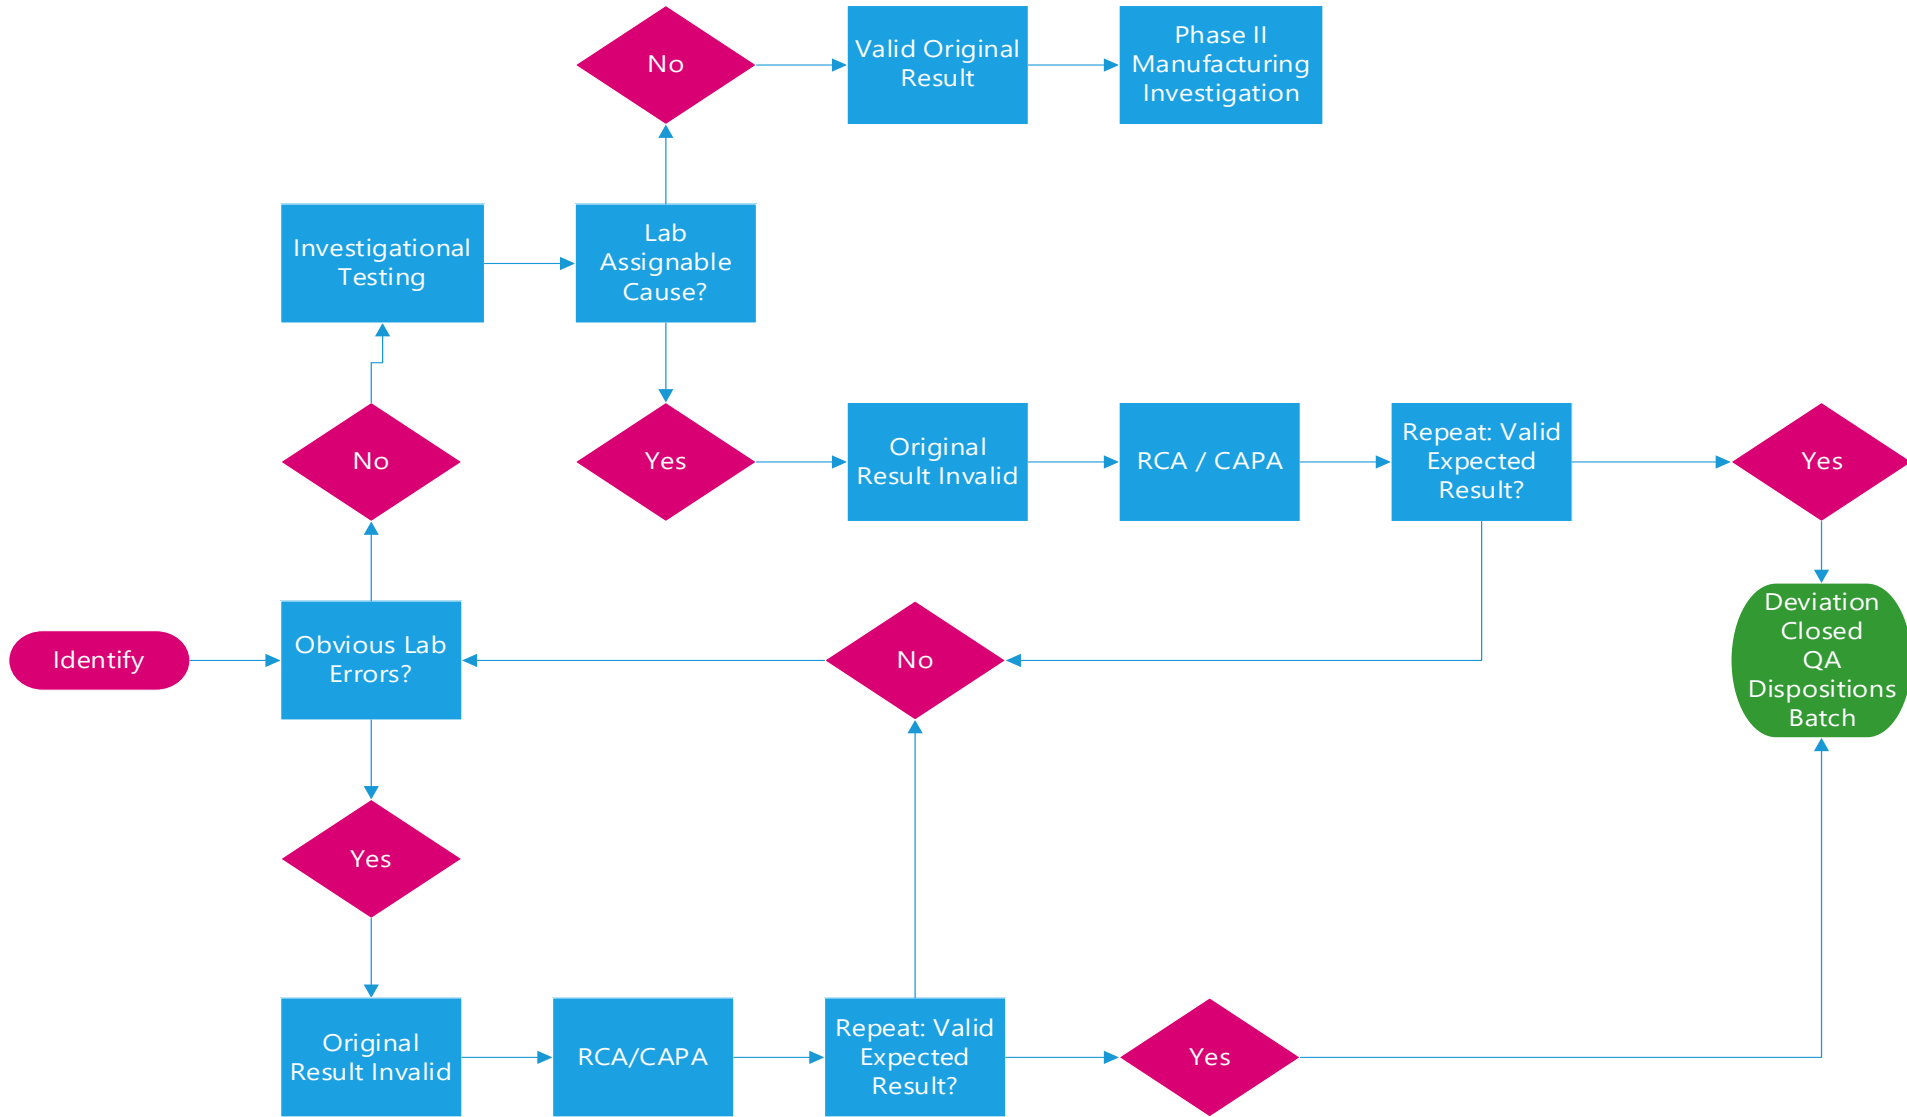 No
Valid Original
Result
Phase II
Manufacturing
Investigation
Investigational
Testing
Lab
Assignable
Cause?
No
Yes
Original
Result Invalid
RCA / CAPA
Repeat: Valid
Expected
Result?
Yes
Identify
Obvious Lab
Errors?
No
Deviation
Closed
QA
Dispositions
Batch
Yes
Original
Result Invalid
RCA/CAPA
Repeat: Valid
Expected
Result?
Yes